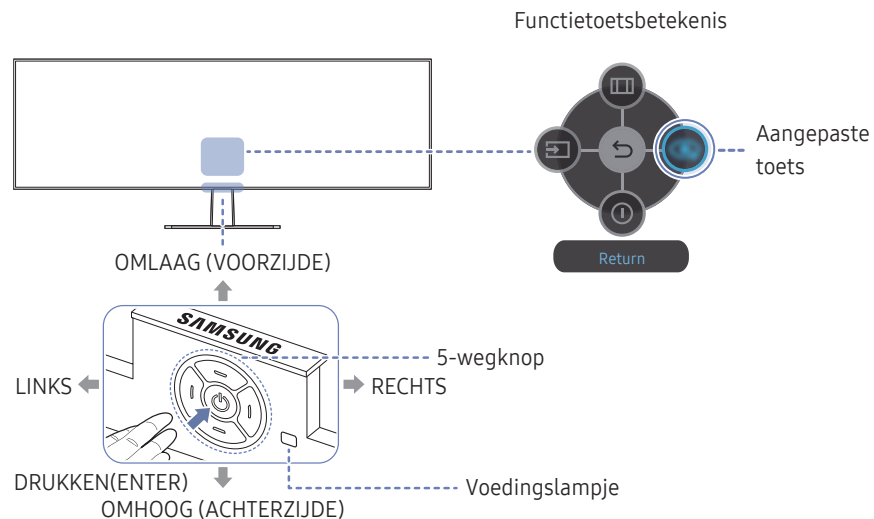 Functietoetsbetekenis
Aangepaste
toets
Return
OMLAAG (VOORZIJDE)
SAMSUNG
5-wegknop
LINKS
RECHTS
DRUKKEN(ENTER)
Voedingslampje
OMHOOG (ACHTERZIJDE)